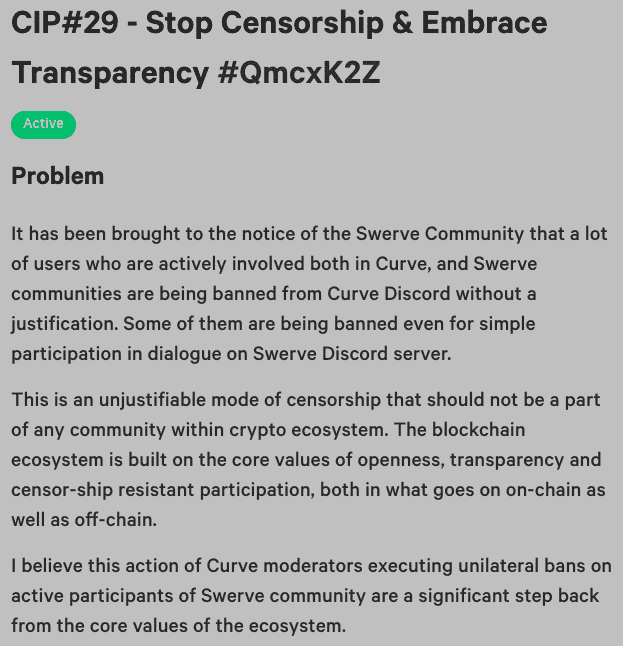 CIP#29 - Stop Censorship & Embrace
Transparency #QmcxK2Z
Active
Problem
It has been brought to the notice of the Swerve Community that a lot
of users who are actively involved both in Curve, and Swerve
communities are being banned from Curve Discord without a
justification. Some of them are being banned even for simple
participation in dialogue on Swerve Discord server.
This is an unjustifiable mode of censorship that should not be a part
of any community within crypto ecosystem. The blockchain
ecosystem is built on the core values of openness, transparency and
censor-ship resistant participation, both in what goes on on-chain as
well as off-chain.
I believe this action of Curve moderators executing unilateral bans on
active participants of Swerve community are a significant step back
from the core values of the ecosystem.